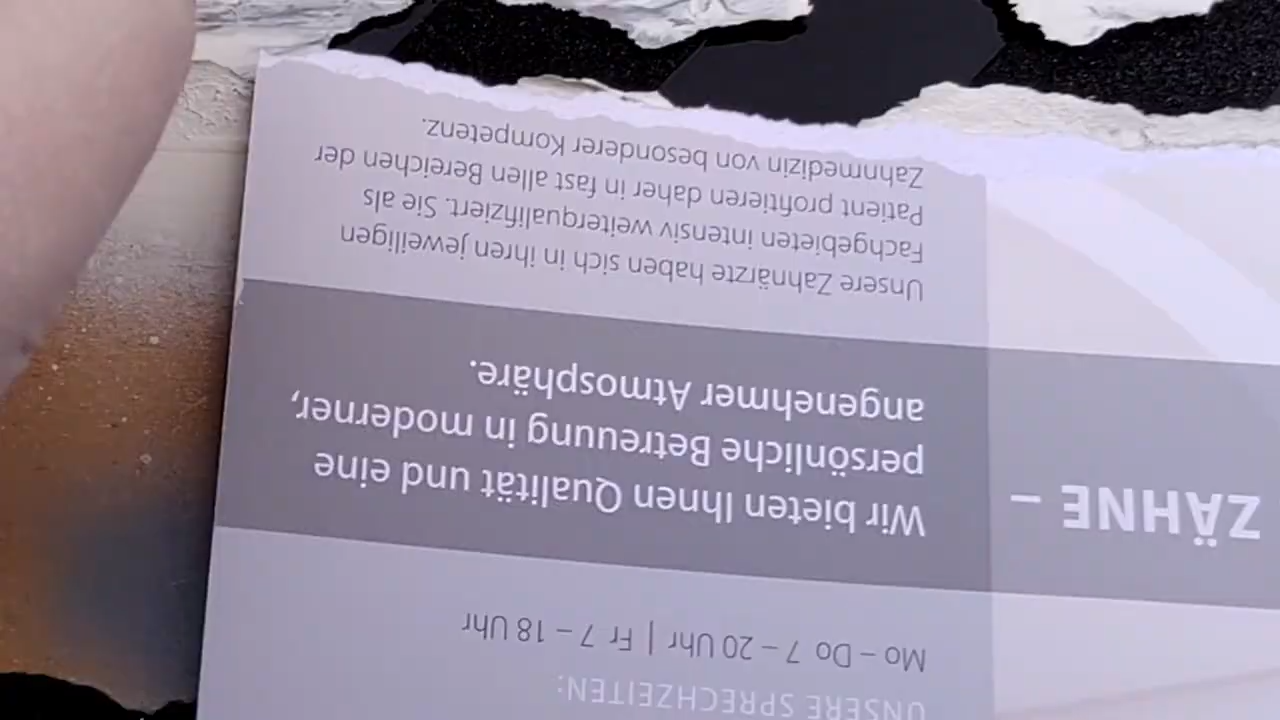 UNSERE SPRECHZEITEN:
Mo – Do 7 – 20 Uhr | Fr 7 – 18 Uhr
ZÄHNE –
Wir bieten Ihnen Qualität und eine
persönliche Betreuung in moderner,
angenehmer Atmosphäre.
Unsere Zahnärzte haben sich in ihren jeweiligen
Fachgebieten intensiv weiterqualifiziert. Sie als
Patient profitieren daher in fast allen Bereichen der
Zahnmedizin von besonderer Kompetenz.